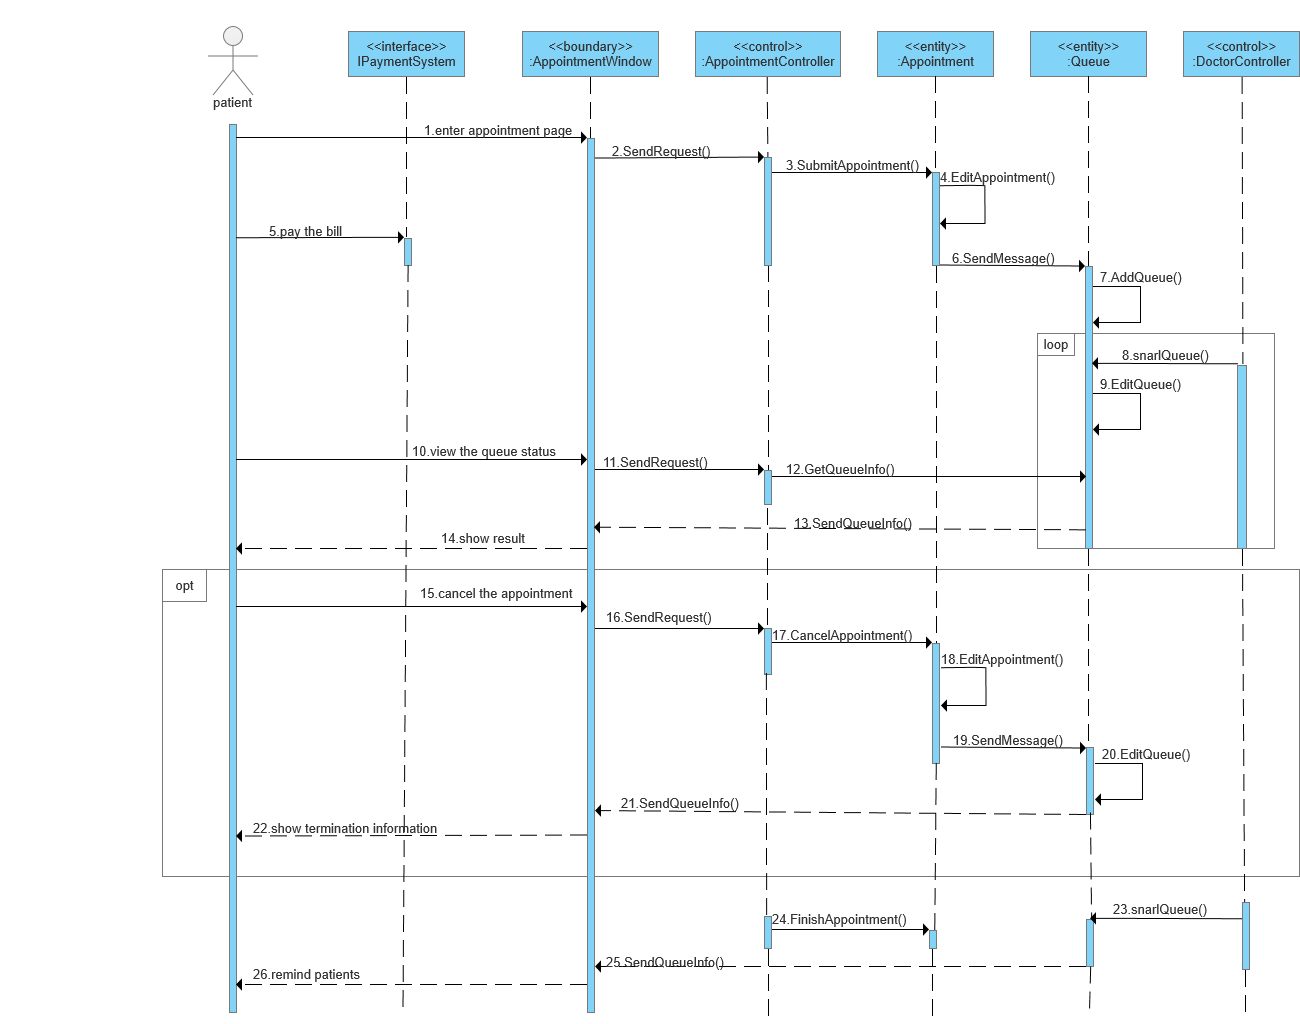 <<interface>>
IPaymentSystem
<<boundary>>
:AppointmentWindow
<<control>>
:AppointmentController
<<entity>>
:Appointment
<<entity>>
:Queue
<<control>>
:DoctorController
patient
1.enter appointment page
2.SendRequest()
3.SubmitAppointment()
4.EditAppointment()
5.pay the bill
6.SendMessage()
7.AddQueue()
loop
8.snarlQueue()
9.EditQueue()
10.view the queue status
11.SendRequest()
12.GetQueueInfo()
13.SendQueueInfo()
14.show result
opt
15.cancel the appointment
16.SendRequest()
17.CancelAppointment()
18.EditAppointment()
19.SendMessage()
20.EditQueue()
21.SendQueueInfo()
22.show termination information
23.snarlQueue()
24.FinishAppointment()
25.SendQueueInfo()
26.remind patients